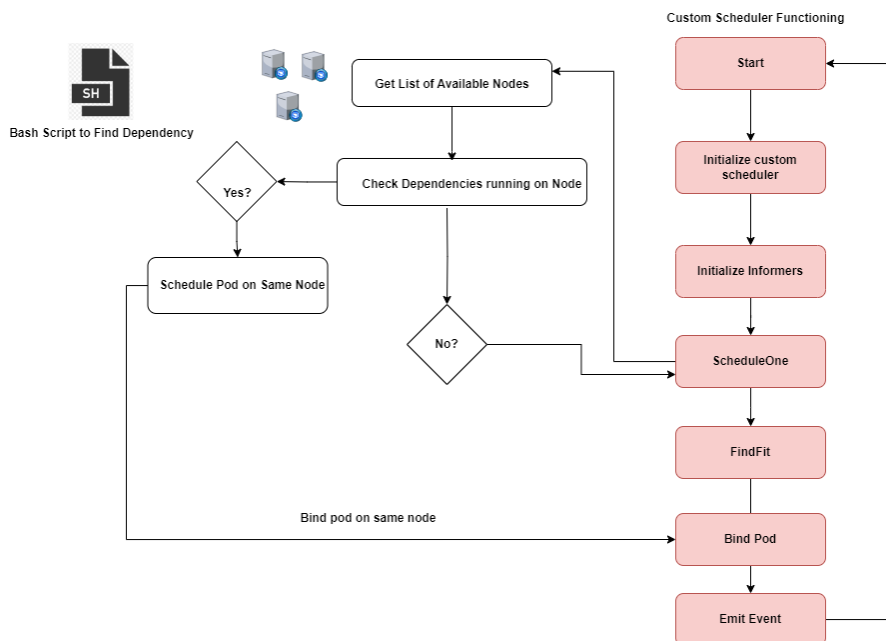 Custom Scheduler Functioning
SH
Bash Script to Find Dependency
Get List of Available Nodes
Start
Check Dependencies running on Node
Yes?
Initialize custom
scheduler
Schedule Pod on Same Node
Initialize Informers
No?
ScheduleOne
FindFit
Bind pod on same node
Bind Pod
Emit Event